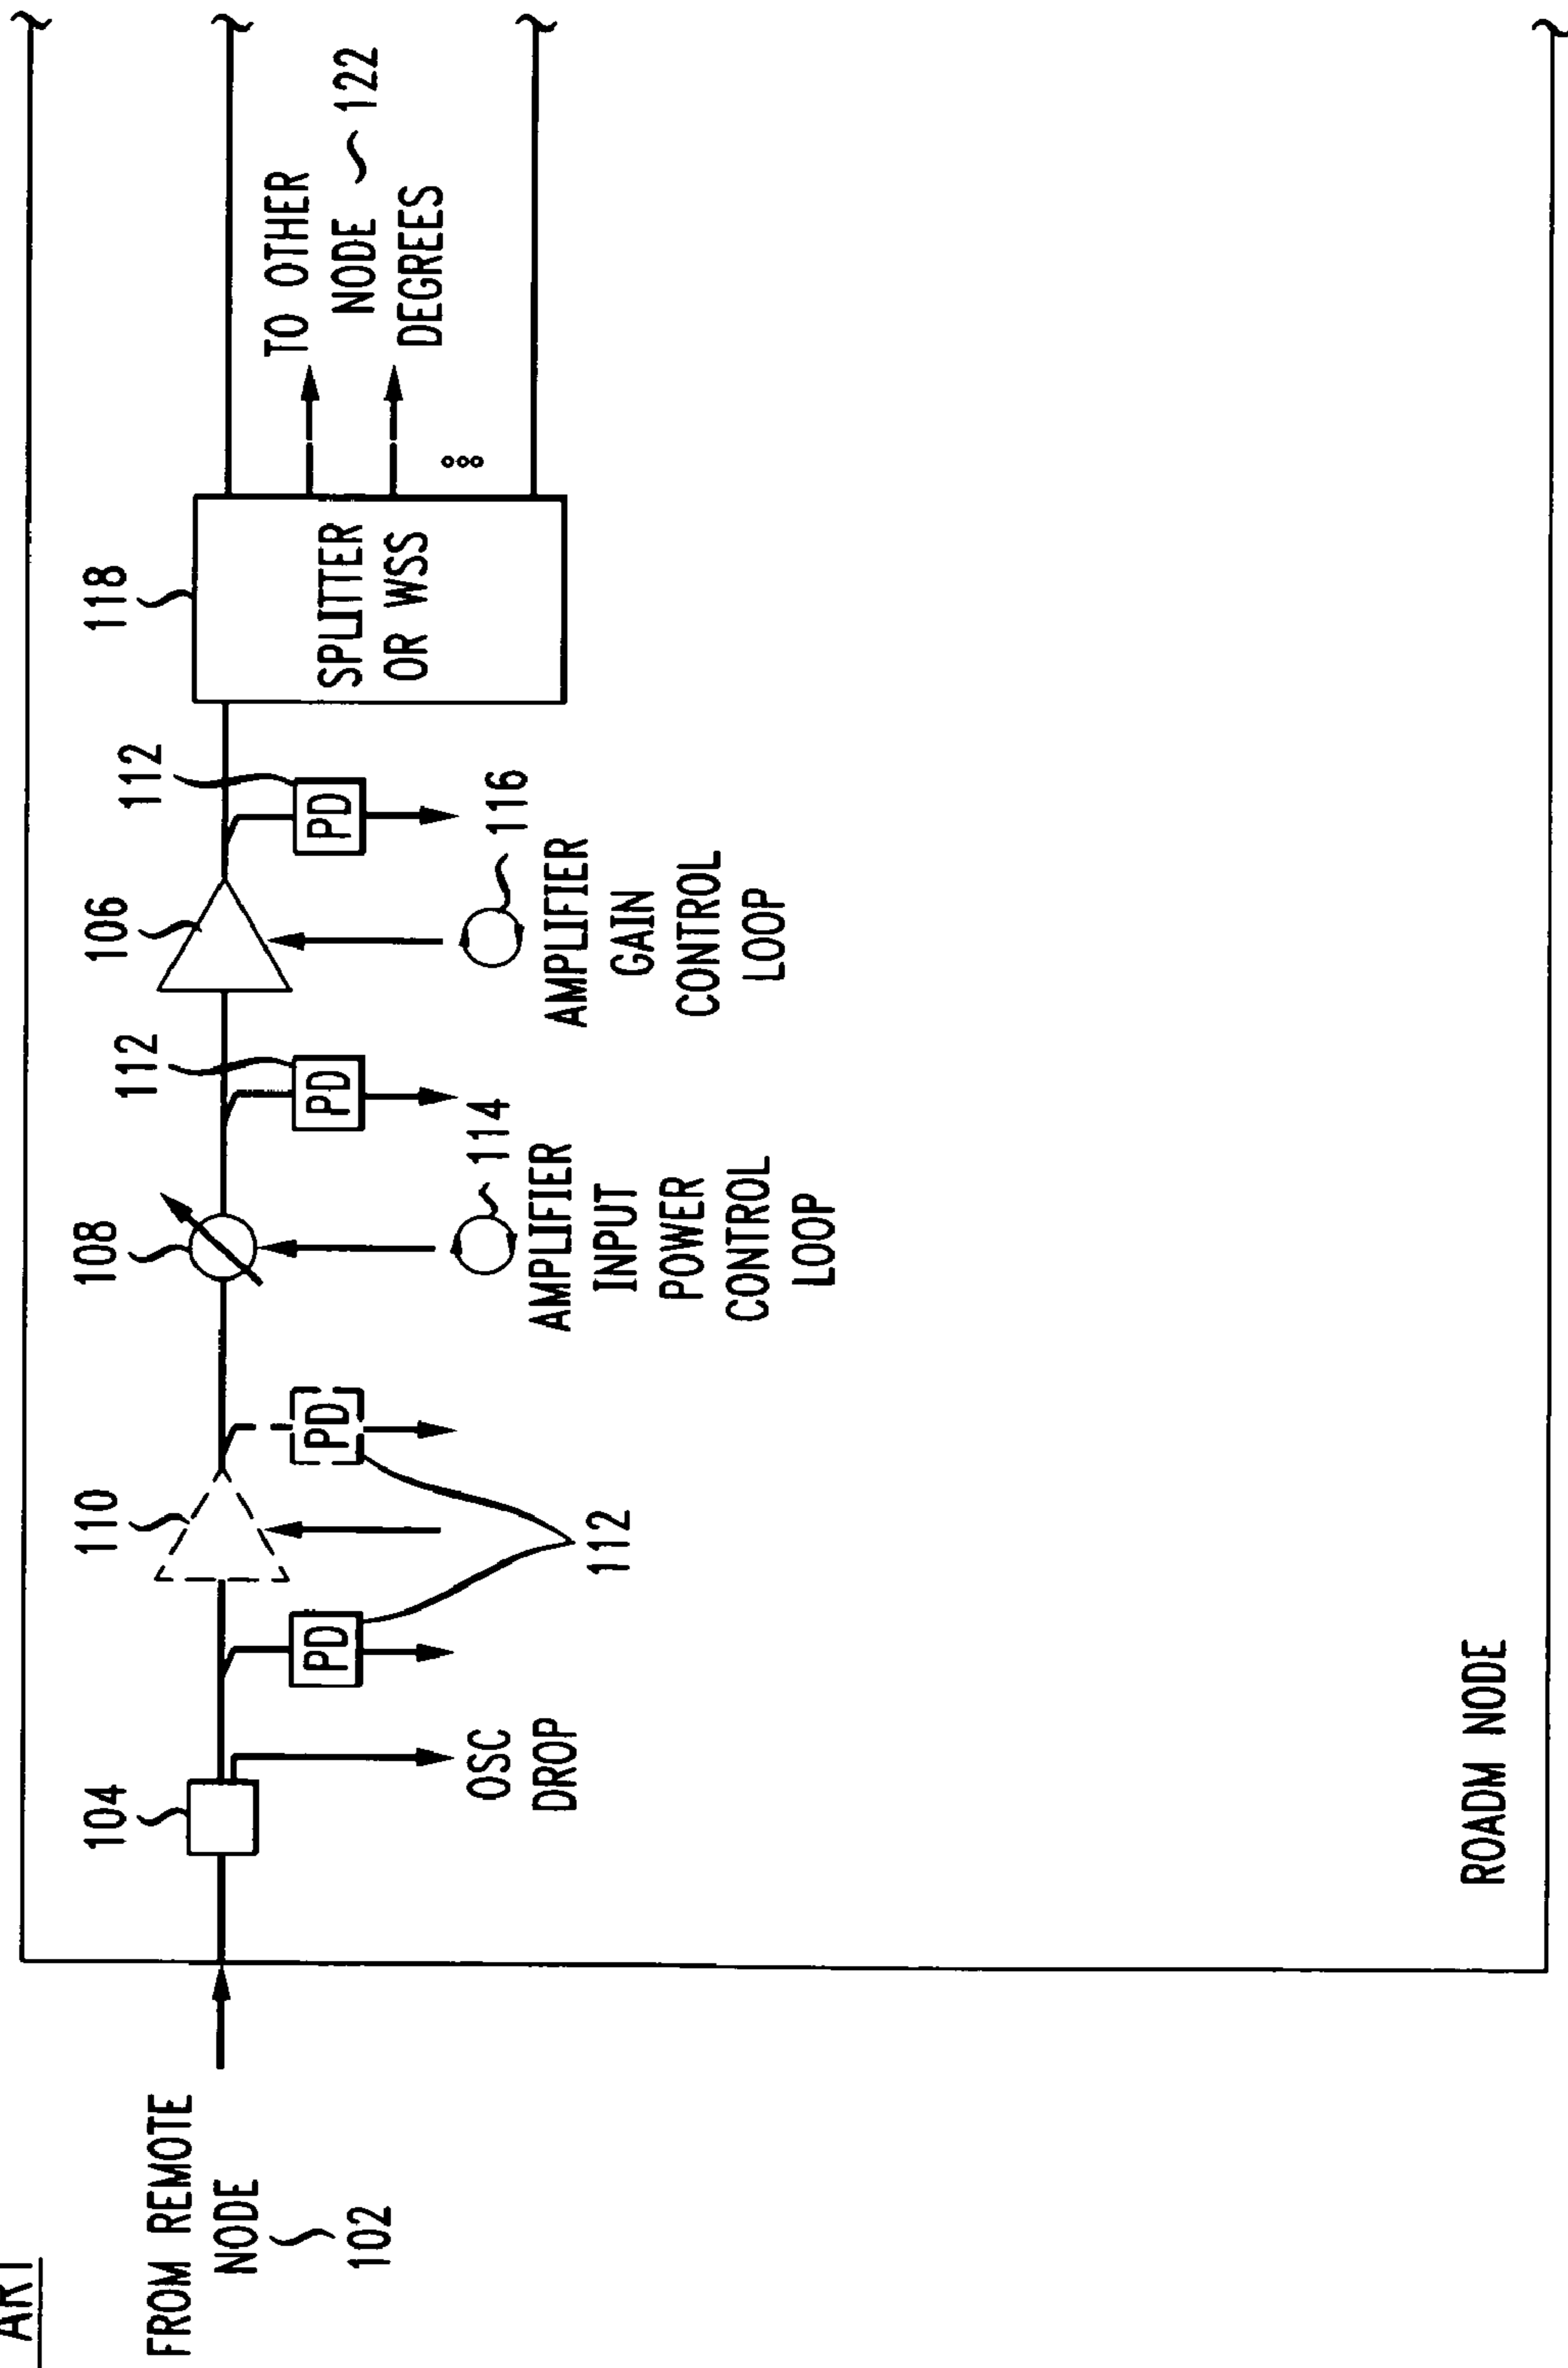 ART
FROM REMOTE
NODE
102
104
OSC
DROP
PD
112
110
PD
108
114
AMPLIFIER
INPUT
POWER
CONTROL
LOOP
112
PD
106
116
AMPLIFIER
GAIN
CONTROL
LOOP
112
PD
118
SPLITTER
OR WSS
TO OTHER
NODE 122
DEGREES
ROADM NODE